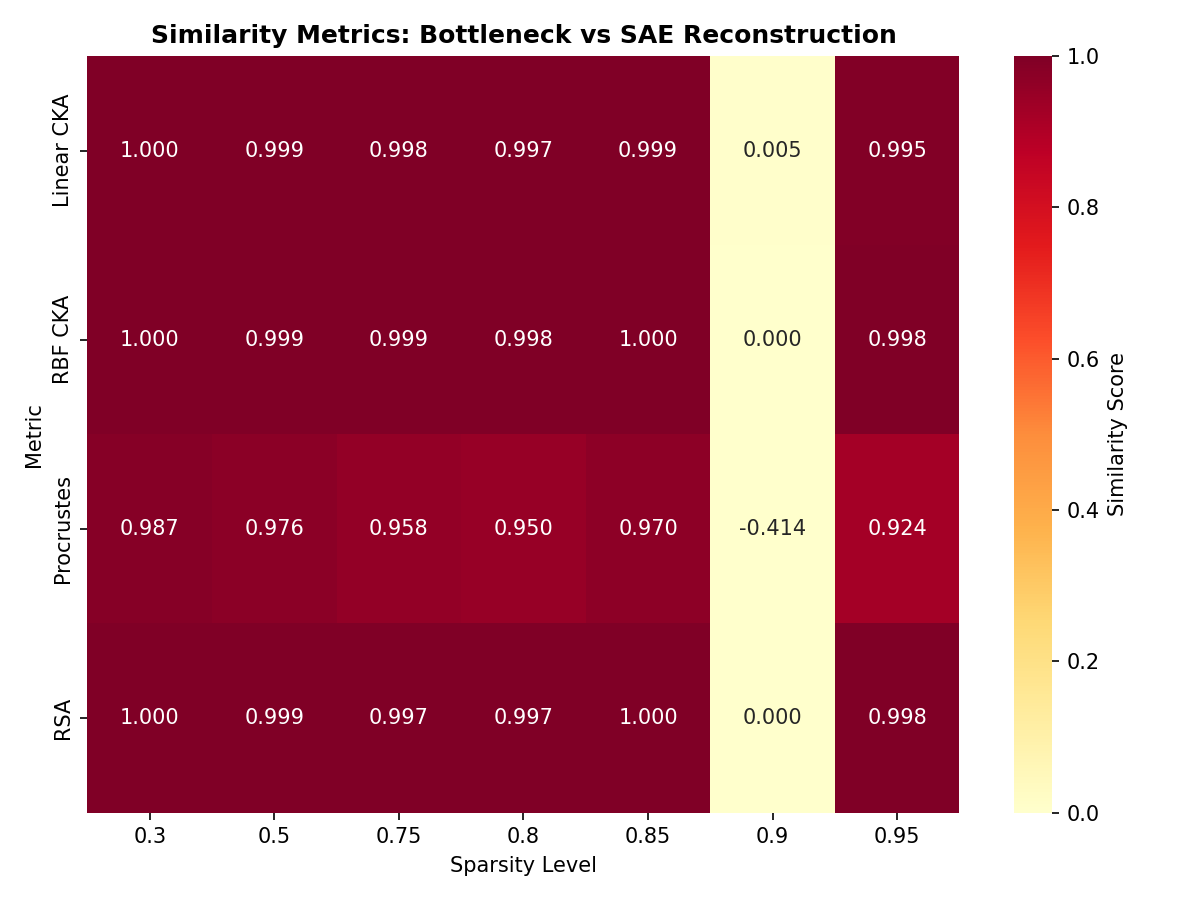 Similarity Metrics: Bottleneck vs SAE Reconstruction
Metric
Linear CKA
1.000 0.999 0.998 0.997 0.999 0.005 0.995
RBF CKA
1.000 0.999 0.999 0.998 1.000 0.000 0.998
Procrustes
0.987 0.976 0.958 0.950 0.970 -0.414 0.924
RSA
1.000 0.999 0.997 0.997 1.000 0.000 0.998
0.3 0.5 0.75 0.8 0.85 0.9 0.95
Sparsity Level
1.0
0.8
0.6
0.4
0.2
0.0
Similarity Score